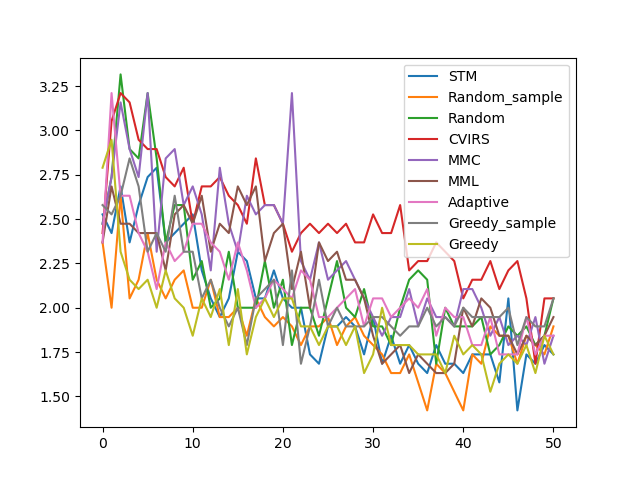 3.25
3.00
2.75
2.50
2.25
2.00
1.75
1.50
0
10
20
30
40
50
STM
Random_sample
Random
CVIRS
MMC
MML
Adaptive
Greedy_sample
Greedy